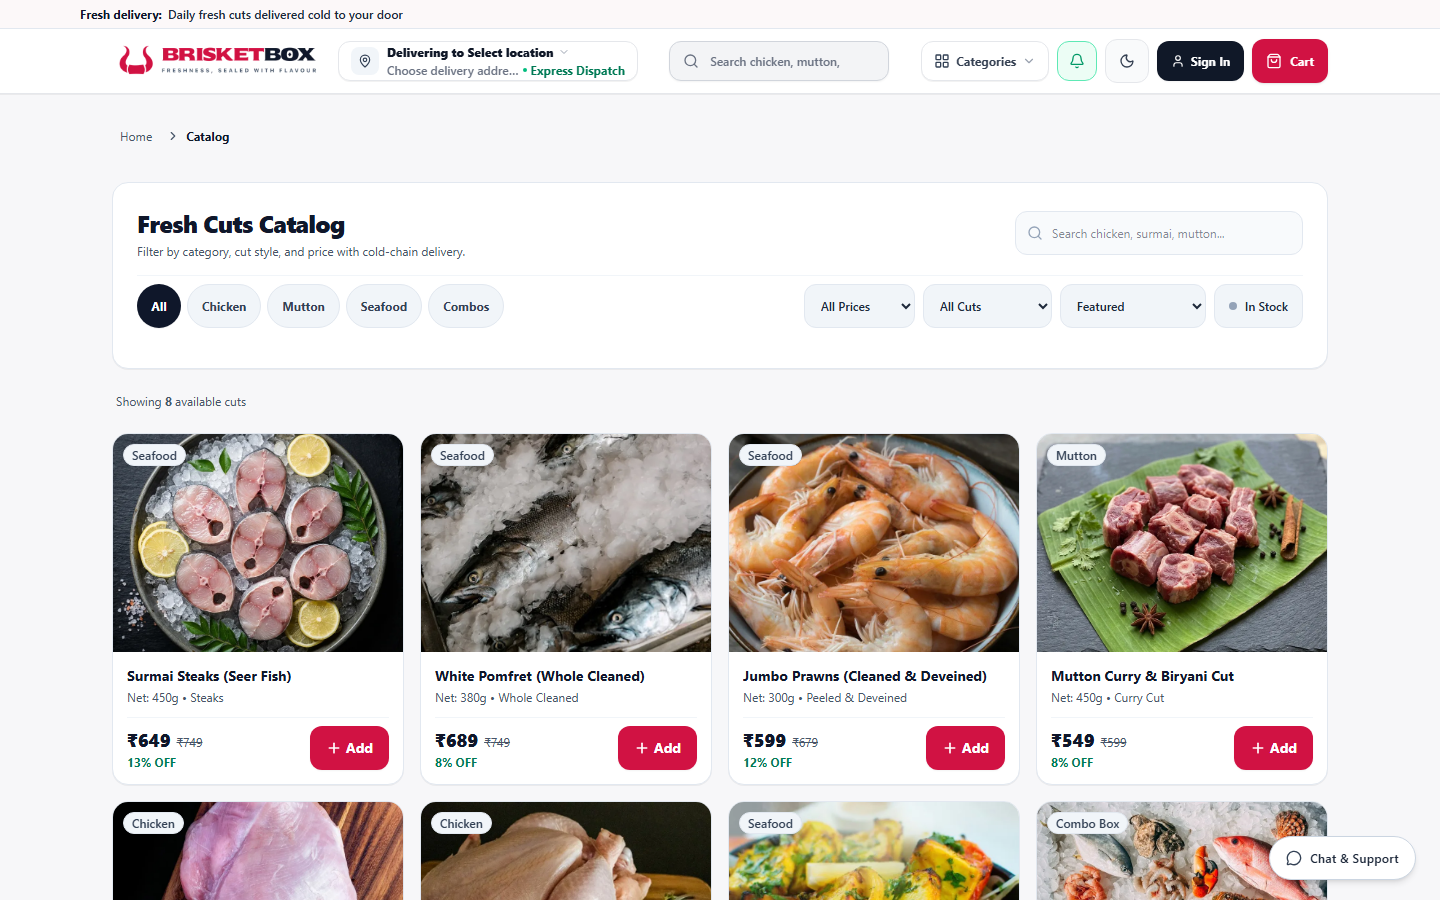 Fresh delivery: Daily fresh cuts delivered cold to your door
BRISKETBOX
FRESHNESS, SEALED WITH FLAVOUR
Delivering to Select location
Choose delivery addre... • Express Dispatch
Search chicken, mutton,
Categories
Sign In
Cart
Home > Catalog
Fresh Cuts Catalog
Filter by category, cut style, and price with cold-chain delivery.
Search chicken, surmai, mutton...
All
Chicken
Mutton
Seafood
Combos
All Prices
All Cuts
Featured
In Stock
Showing 8 available cuts
Seafood
Surmai Steaks (Seer Fish)
Net: 450g • Steaks
₹649 ₹749
13% OFF
+ Add
Seafood
White Pomfret (Whole Cleaned)
Net: 380g • Whole Cleaned
₹689 ₹749
8% OFF
+ Add
Seafood
Jumbo Prawns (Cleaned & Deveined)
Net: 300g • Peeled & Deveined
₹599 ₹679
12% OFF
+ Add
Mutton
Mutton Curry & Biryani Cut
Net: 450g • Curry Cut
₹549 ₹599
8% OFF
+ Add
Chicken
Chicken
Seafood
Combo Box
Chat & Support